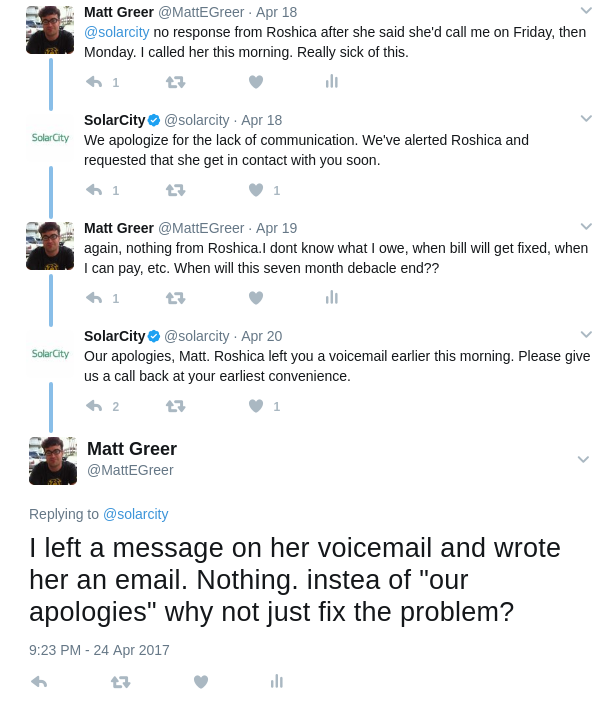 Matt Greer @MattEGreer · Apr 18
@solarcity no response from Roshica after she said she'd call me on Friday, then
Monday. I called her this morning. Really sick of this.
1
SolarCity @solarcity · Apr 18
SolarCity
We apologize for the lack of communication. We've alerted Roshica and
requested that she get in contact with you soon.
1 1
Matt Greer @MattEGreer · Apr 19
again, nothing from Roshica.I dont know what I owe, when bill will get fixed, when
I can pay, etc. When will this seven month debacle end??
1
SolarCity @solarcity · Apr 20
SolarCity
Our apologies, Matt. Roshica left you a voicemail earlier this morning. Please give
us a call back at your earliest convenience.
2 1
Matt Greer
@MattEGreer
Replying to @solarcity
I left a message on her voicemail and wrote
her an email. Nothing. instea of "our
apologies" why not just fix the problem?
9:23 PM - 24 Apr 2017